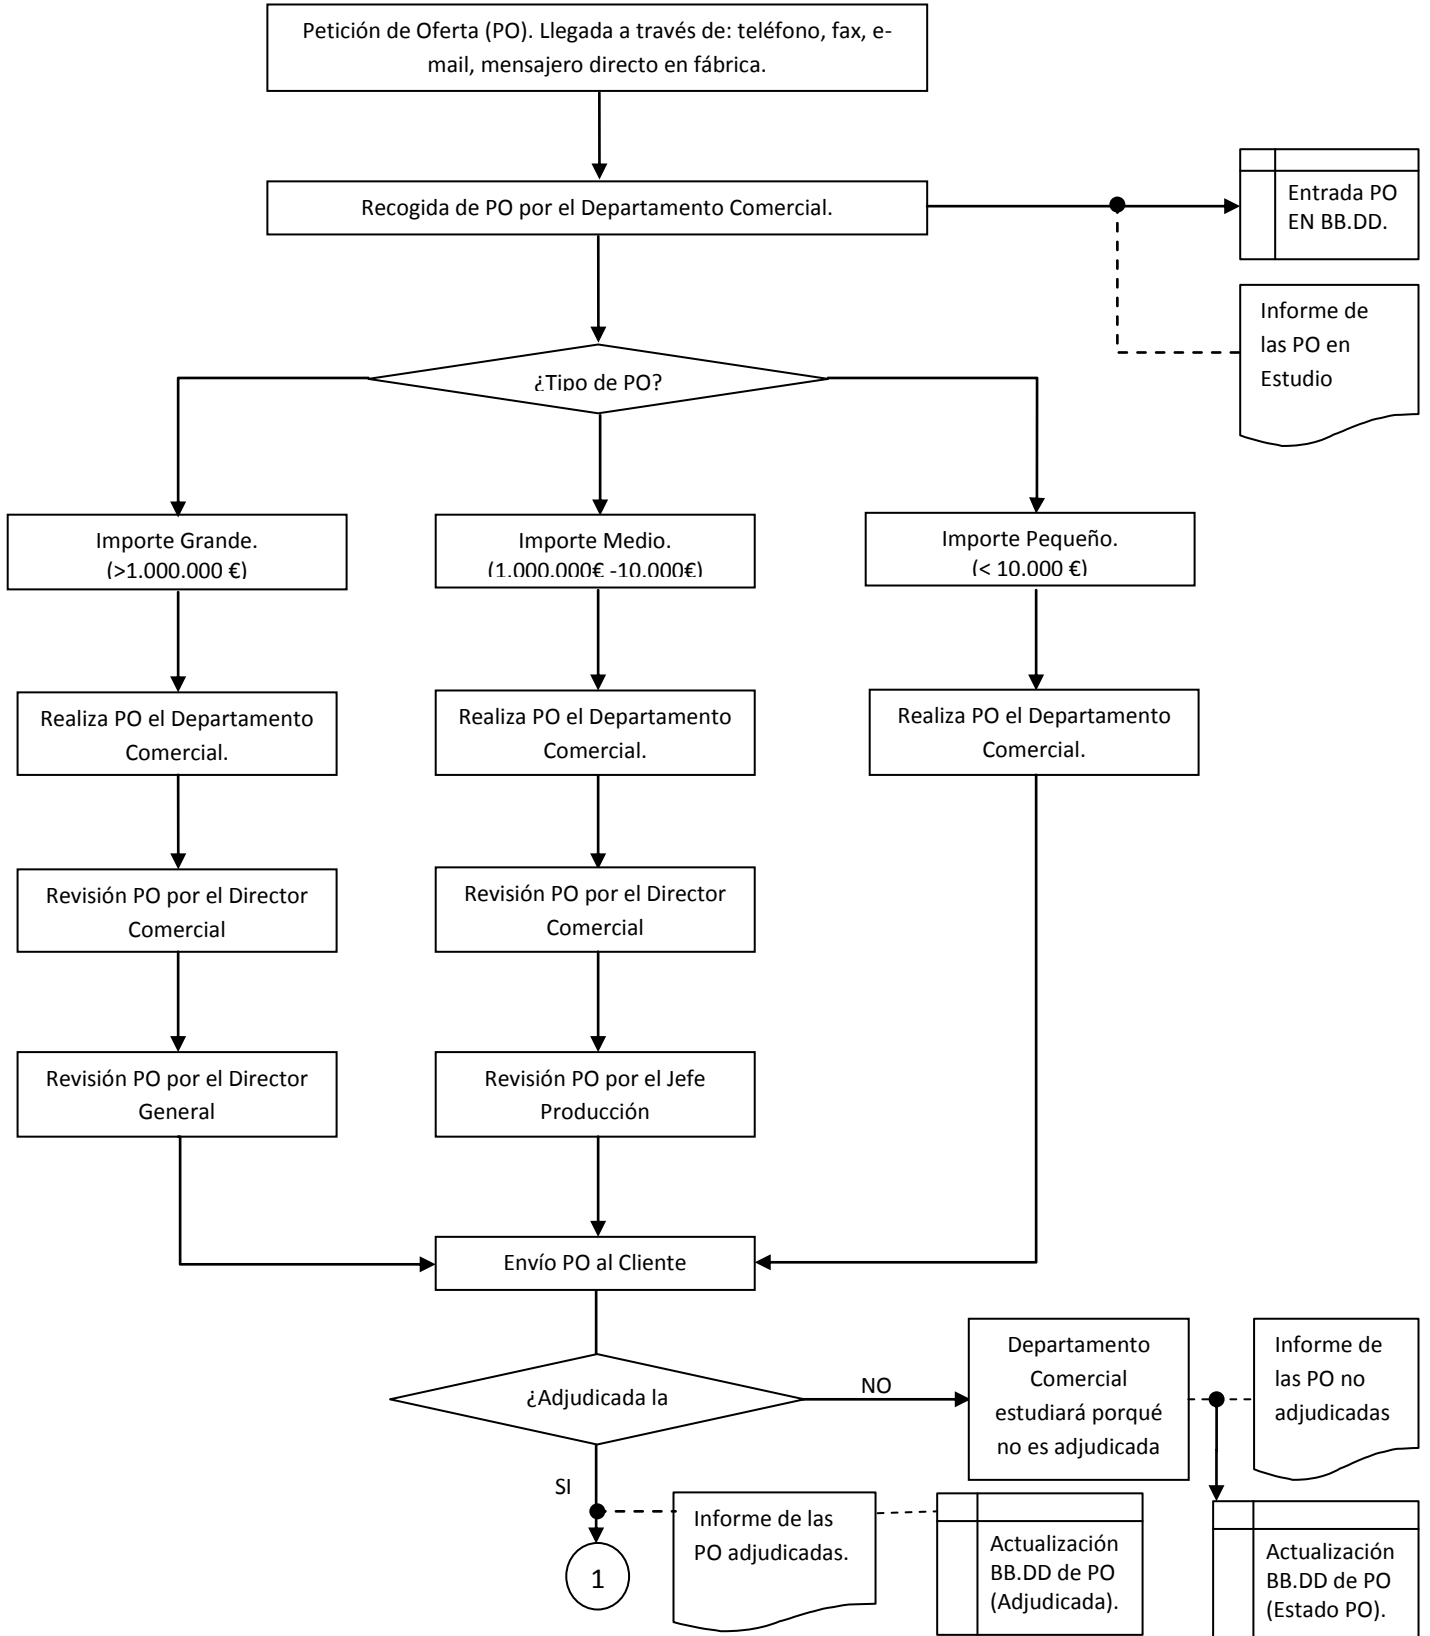 Petición de Oferta (PO). Llegada a través de: teléfono, fax, e-
mail, mensajero directo en fábrica.
Recogida de PO por el Departamento Comercial.
Entrada PO
EN BB.DD.
Informe de
las PO en
Estudio
¿Tipo de PO?
Importe Grande.
(>1.000.000 €)
Importe Medio.
(1.000.000€ -10.000€)
Importe Pequeño.
(< 10.000 €)
Realiza PO el Departamento
Comercial.
Realiza PO el Departamento
Comercial.
Realiza PO el Departamento
Comercial.
Revisión PO por el Director
Comercial
Revisión PO por el Director
Comercial
Revisión PO por el Director
General
Revisión PO por el Jefe
Producción
Envío PO al Cliente
¿Adjudicada la
NO
Departamento
Comercial
estudiará porqué
no es adjudicada
Informe de
las PO no
adjudicadas
SI
Informe de las
PO adjudicadas.
Actualización
BB.DD de PO
(Adjudicada).
Actualización
BB.DD de PO
(Estado PO).
1